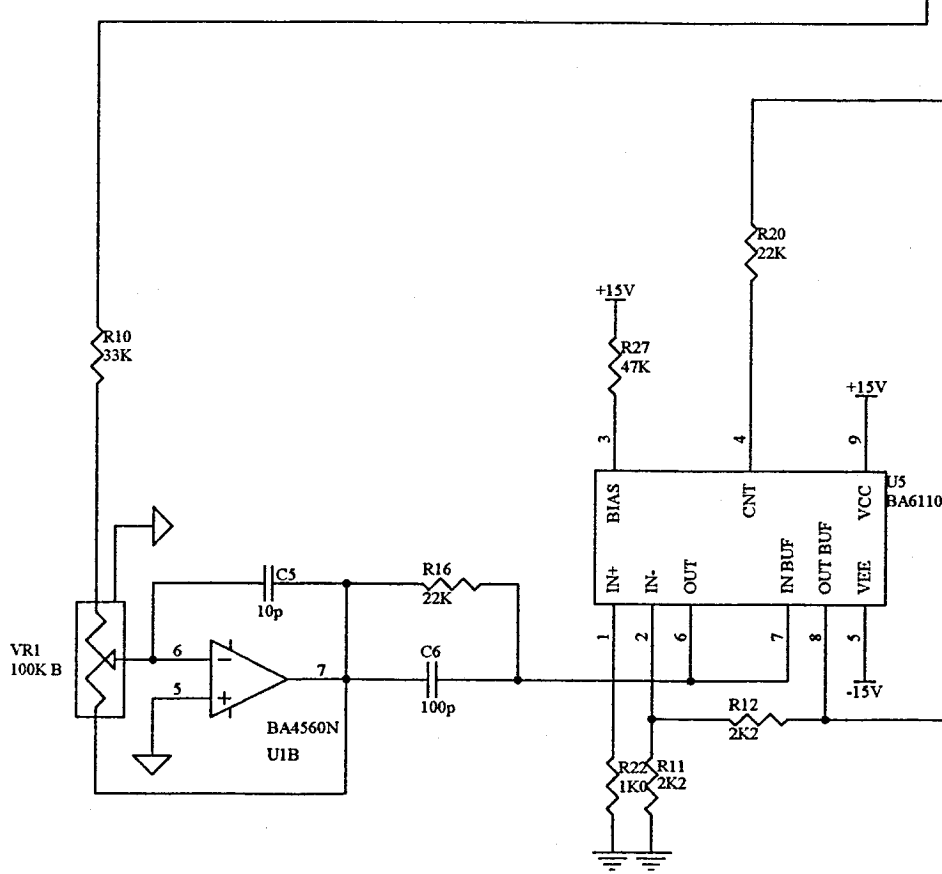 R20
22K
+15V
R10
33K
R27
47K
+15V
3
4
9
U5
BA6110
BIAS
CNT
VCC
IN+
IN-
OUT
IN BUF
OUT BUF
VEE
C5
10p
R16
22K
1
2
6
7
8
5
VR1
100K B
6
-
5
+
7
C6
100p
-15V
BA4560N
U1B
R12
2K2
R22
1K0
R11
2K2